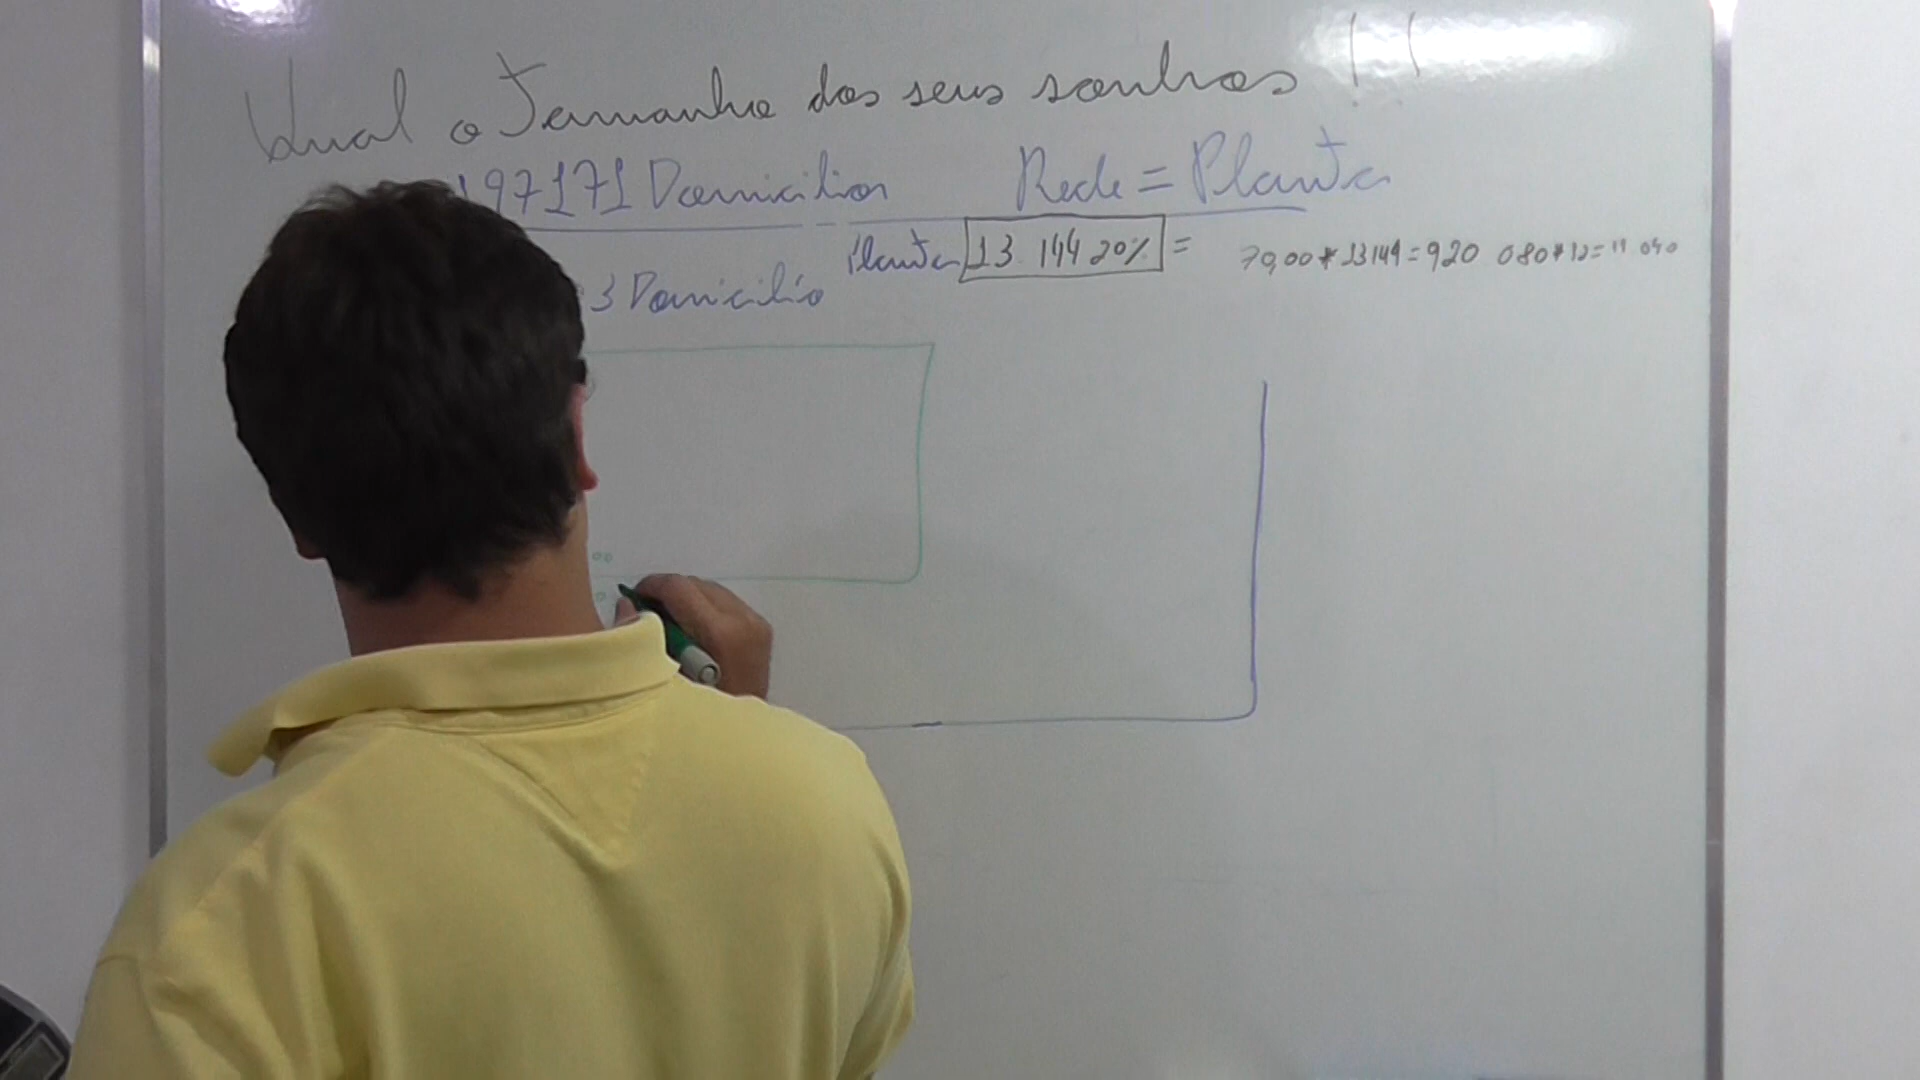 Qual o Tamanho dos seus sonhos !!
197171 Domicilios Rede = Planta
Planta 13 144 20% = 70,00 * 13144 = 920 080 * 12 = 11 040
3 Domicilio